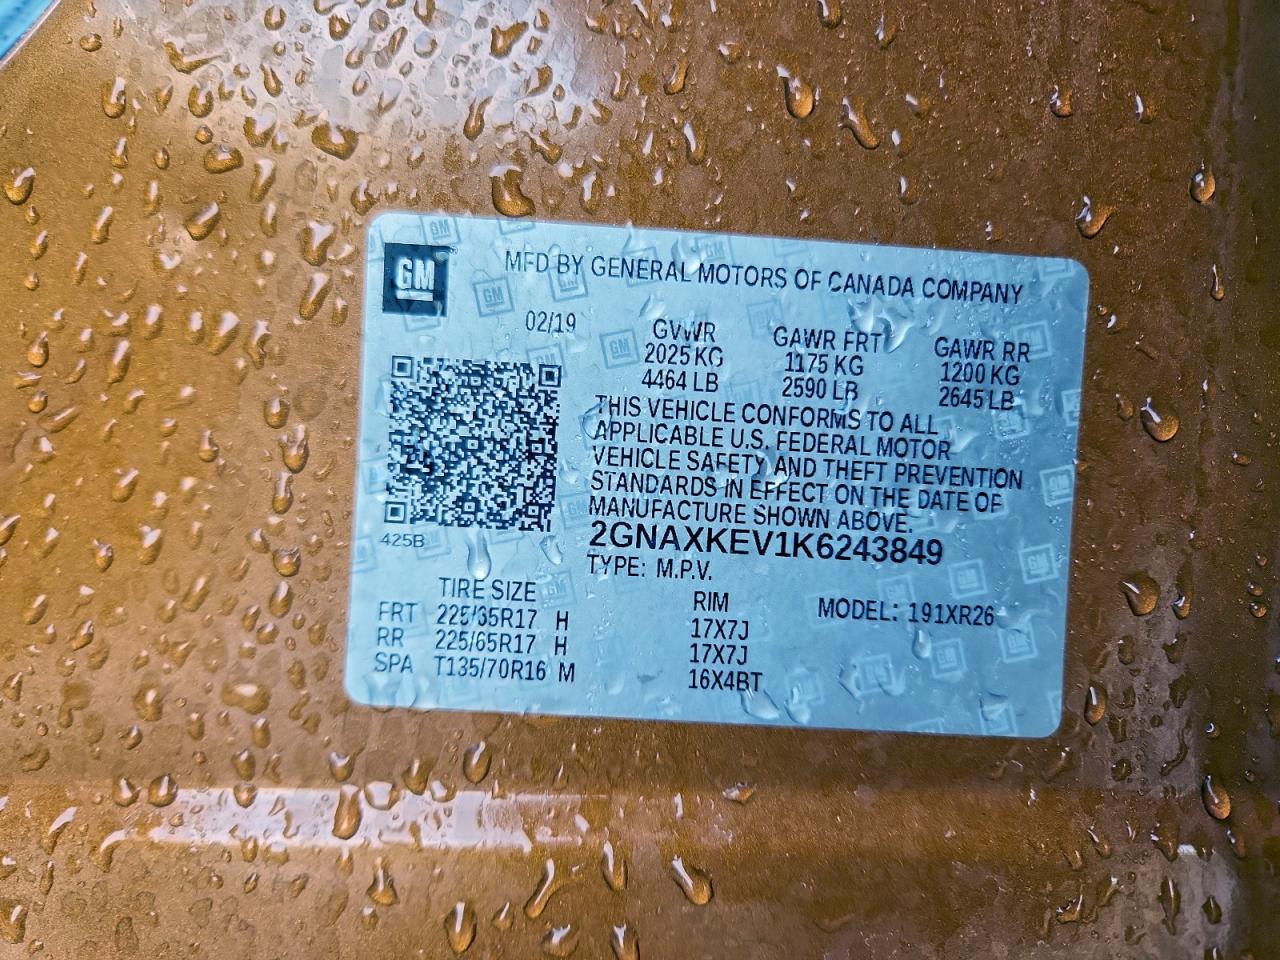 GM
MFD BY GENERAL MOTORS OF CANADA COMPANY
02/19
GVWR GAWR FRT GAWR RR
2025 KG 1175 KG 1200 KG
4464 LB 2590 LB 2645 LB
THIS VEHICLE CONFORMS TO ALL
APPLICABLE U.S. FEDERAL MOTOR
VEHICLE SAFETY AND THEFT PREVENTION
STANDARDS IN EFFECT ON THE DATE OF
MANUFACTURE SHOWN ABOVE.
425B
2GNAXKEV1K6243849
TYPE: M.P.V.
TIRE SIZE RIM MODEL: 191XR26
FRT 225/65R17 H 17X7J
RR 225/65R17 H 17X7J
SPA T135/70R16 M 16X4BT